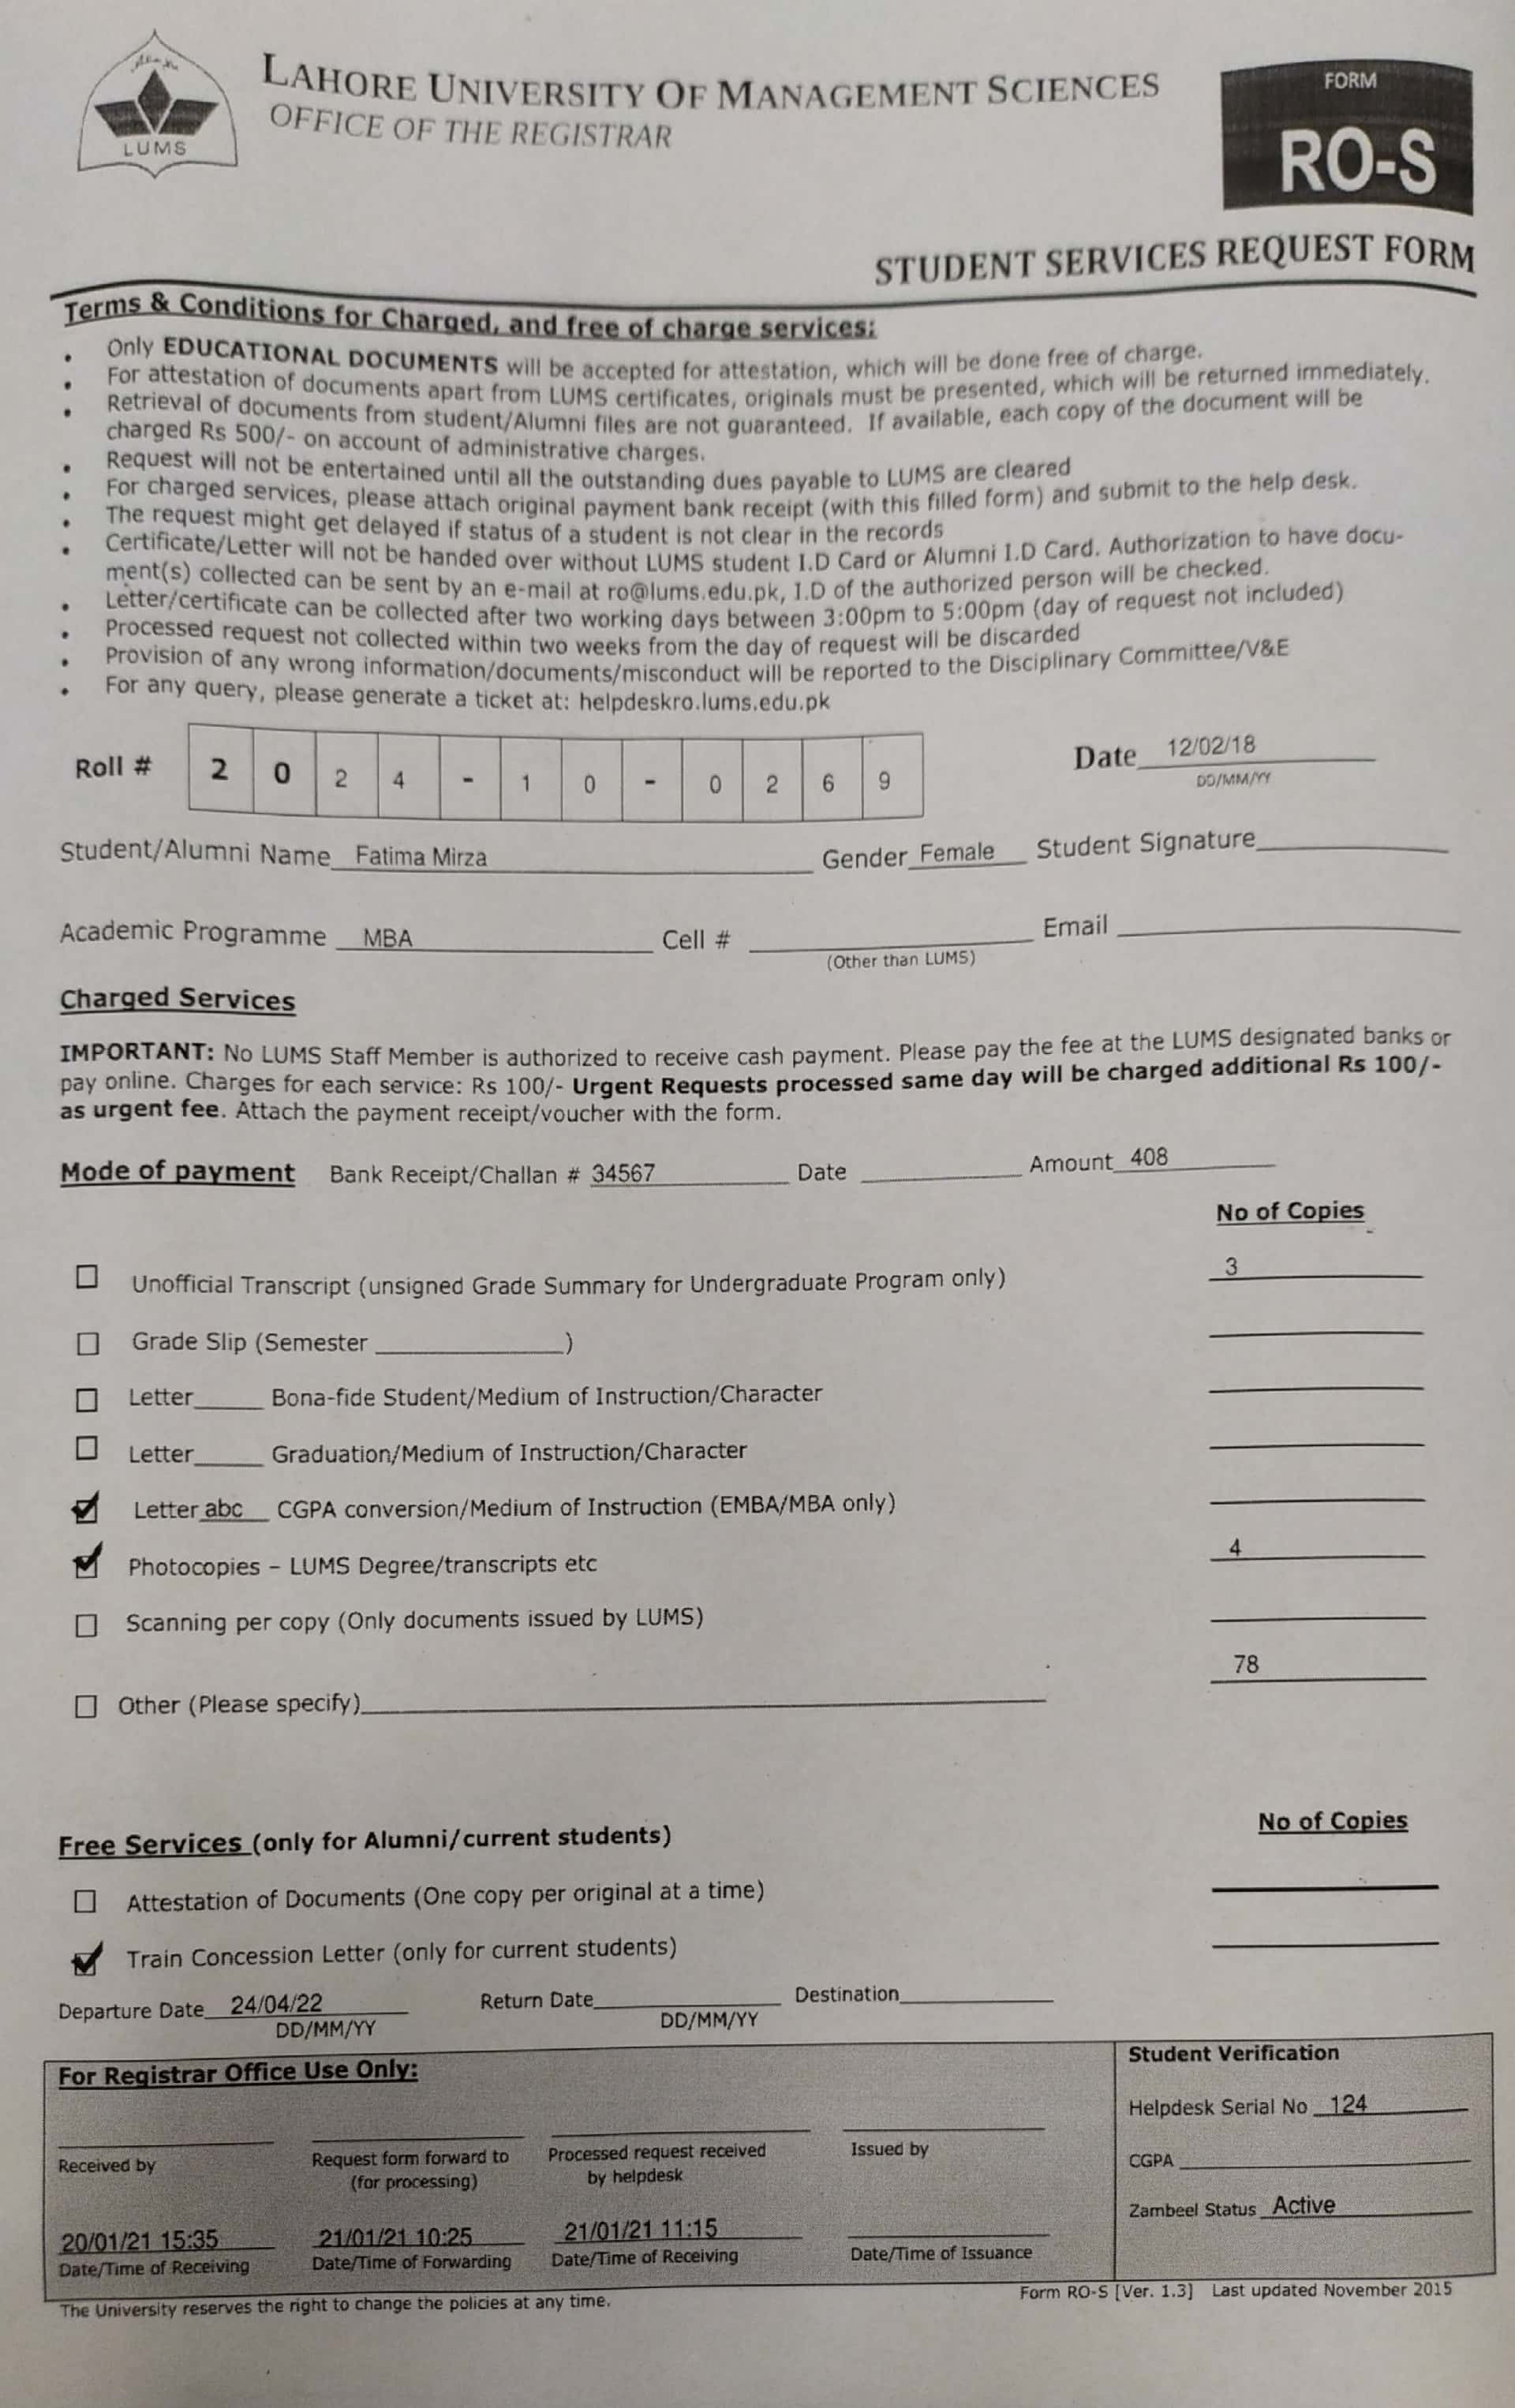 LUMS
LAHORE UNIVERSITY OF MANAGEMENT SCIENCES
OFFICE OF THE REGISTRAR
FORM
RO-S
STUDENT SERVICES REQUEST FORM
Terms & Conditions for Charged, and free of charge services:
• Only EDUCATIONAL DOCUMENTS will be accepted for attestation, which will be done free of charge.
• For attestation of documents apart from LUMS certificates, originals must be presented, which will be returned immediately.
• Retrieval of documents from student/Alumni files are not guaranteed. If available, each copy of the document will be
charged Rs 500/- on account of administrative charges.
• Request will not be entertained until all the outstanding dues payable to LUMS are cleared
• For charged services, please attach original payment bank receipt (with this filled form) and submit to the help desk.
• The request might get delayed if status of a student is not clear in the records
• Certificate/Letter will not be handed over without LUMS student I.D Card or Alumni I.D Card. Authorization to have docu-
ment(s) collected can be sent by an e-mail at ro@lums.edu.pk, I.D of the authorized person will be checked.
• Letter/certificate can be collected after two working days between 3:00pm to 5:00pm (day of request not included)
• Processed request not collected within two weeks from the day of request will be discarded
• Provision of any wrong information/documents/misconduct will be reported to the Disciplinary Committee/V&E
• For any query, please generate a ticket at: helpdeskro.lums.edu.pk
Roll # 2 0 2 4 - 1 0 - 0 2 6 9 Date 12/02/18
DD/MM/YY
Student/Alumni Name Fatima Mirza Gender Female Student Signature
Academic Programme MBA Cell # Email
(Other than LUMS)
Charged Services
IMPORTANT: No LUMS Staff Member is authorized to receive cash payment. Please pay the fee at the LUMS designated banks or
pay online. Charges for each service: Rs 100/- Urgent Requests processed same day will be charged additional Rs 100/-
as urgent fee. Attach the payment receipt/voucher with the form.
Mode of payment Bank Receipt/Challan # 34567 Date Amount 408
No of Copies
Unofficial Transcript (unsigned Grade Summary for Undergraduate Program only) 3
Grade Slip (Semester )
Letter Bona-fide Student/Medium of Instruction/Character
Letter Graduation/Medium of Instruction/Character
Letter abc CGPA conversion/Medium of Instruction (EMBA/MBA only)
Photocopies – LUMS Degree/transcripts etc 4
Scanning per copy (Only documents issued by LUMS)
78
Other (Please specify)
Free Services (only for Alumni/current students) No of Copies
Attestation of Documents (One copy per original at a time)
Train Concession Letter (only for current students)
Departure Date 24/04/22 Return Date Destination
DD/MM/YY DD/MM/YY
For Registrar Office Use Only:
Received by Request form forward to Processed request received Issued by
(for processing) by helpdesk
20/01/21 15:35 21/01/21 10:25 21/01/21 11:15
Date/Time of Receiving Date/Time of Forwarding Date/Time of Receiving Date/Time of Issuance
Student Verification
Helpdesk Serial No 124
CGPA
Zambeel Status Active
The University reserves the right to change the policies at any time. Form RO-S [Ver. 1.3] Last updated November 2015